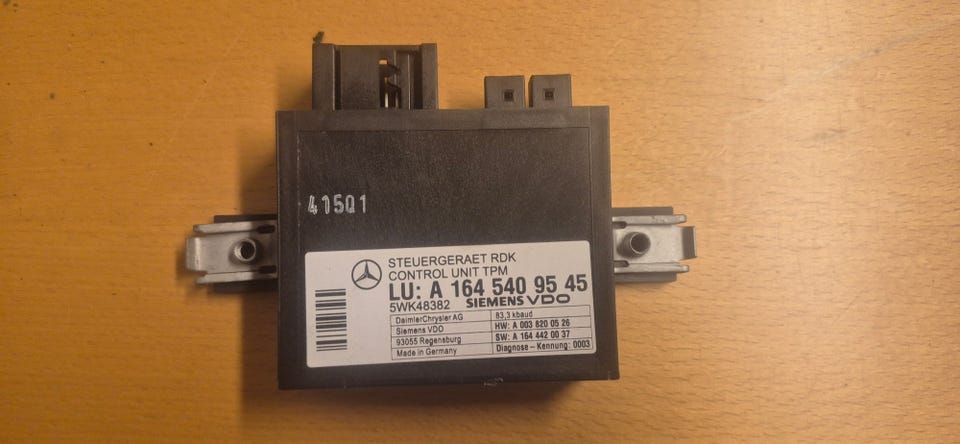 41501
STEUERGERAET RDK
CONTROL UNIT TPM
LU: A 164 540 95 45
5WK48382 SIEMENS VDO
DaimlerChrysler AG
Siemens VDO
93055 Regensburg
Made in Germany
83,3 kbaud
HW: A 003 820 05 26
SW: A 164 442 00 37
Diagnose - Kennung: 0003